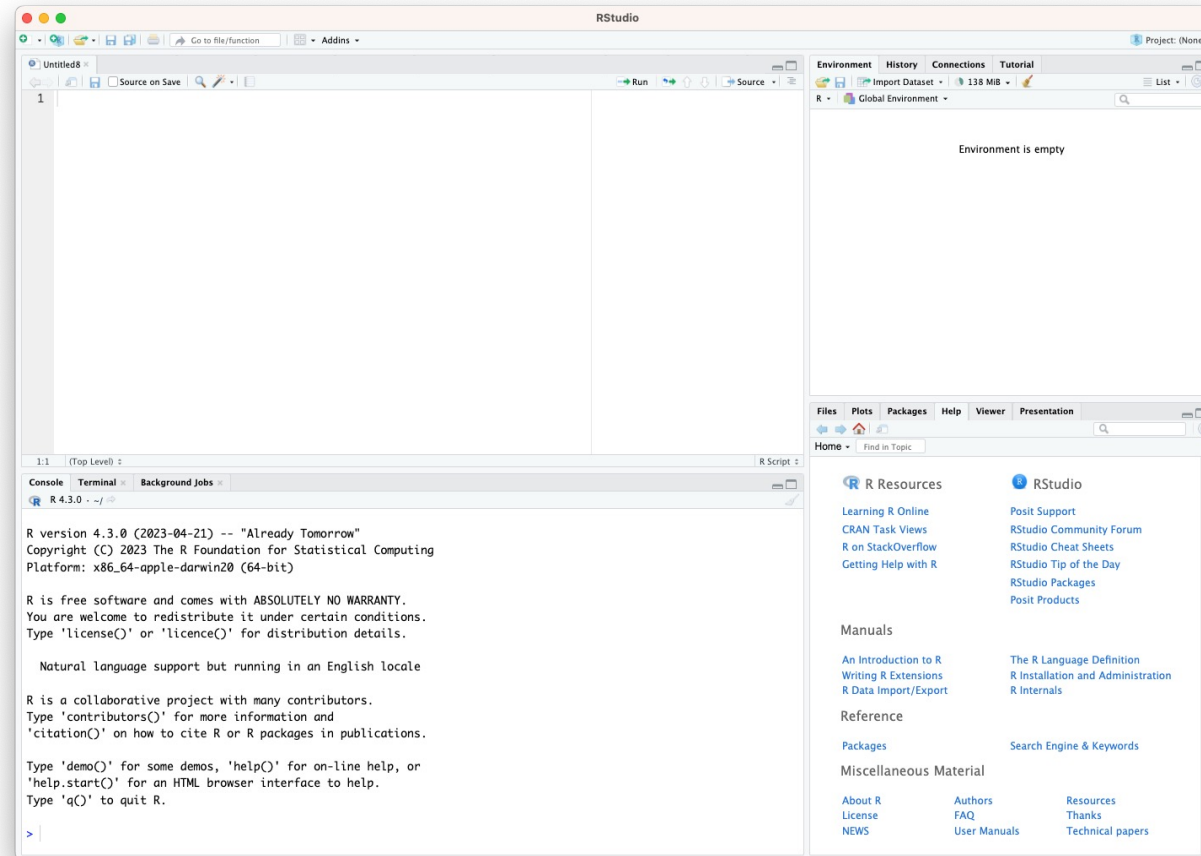 RStudio
Go to file/function
Addins
Project: (None
Untitled8
Source on Save
Run
Source
1
1:1
(Top Level)
R Script
Console
Terminal
Background Jobs
R 4.3.0 · ~/
R version 4.3.0 (2023-04-21) -- "Already Tomorrow"
Copyright (C) 2023 The R Foundation for Statistical Computing
Platform: x86_64-apple-darwin20 (64-bit)
R is free software and comes with ABSOLUTELY NO WARRANTY.
You are welcome to redistribute it under certain conditions.
Type 'license()' or 'licence()' for distribution details.
Natural language support but running in an English locale
R is a collaborative project with many contributors.
Type 'contributors()' for more information and
'citation()' on how to cite R or R packages in publications.
Type 'demo()' for some demos, 'help()' for on-line help, or
'help.start()' for an HTML browser interface to help.
Type 'q()' to quit R.
>
Environment
History
Connections
Tutorial
Import Dataset
138 MiB
List
R
Global Environment
Environment is empty
Files
Plots
Packages
Help
Viewer
Presentation
Home
Find in Topic
R R Resources
Learning R Online
CRAN Task Views
R on StackOverflow
Getting Help with R
R RStudio
Posit Support
RStudio Community Forum
RStudio Cheat Sheets
RStudio Tip of the Day
RStudio Packages
Posit Products
Manuals
An Introduction to R
Writing R Extensions
R Data Import/Export
The R Language Definition
R Installation and Administration
R Internals
Reference
Packages
Search Engine & Keywords
Miscellaneous Material
About R
License
NEWS
Authors
FAQ
User Manuals
Resources
Thanks
Technical papers